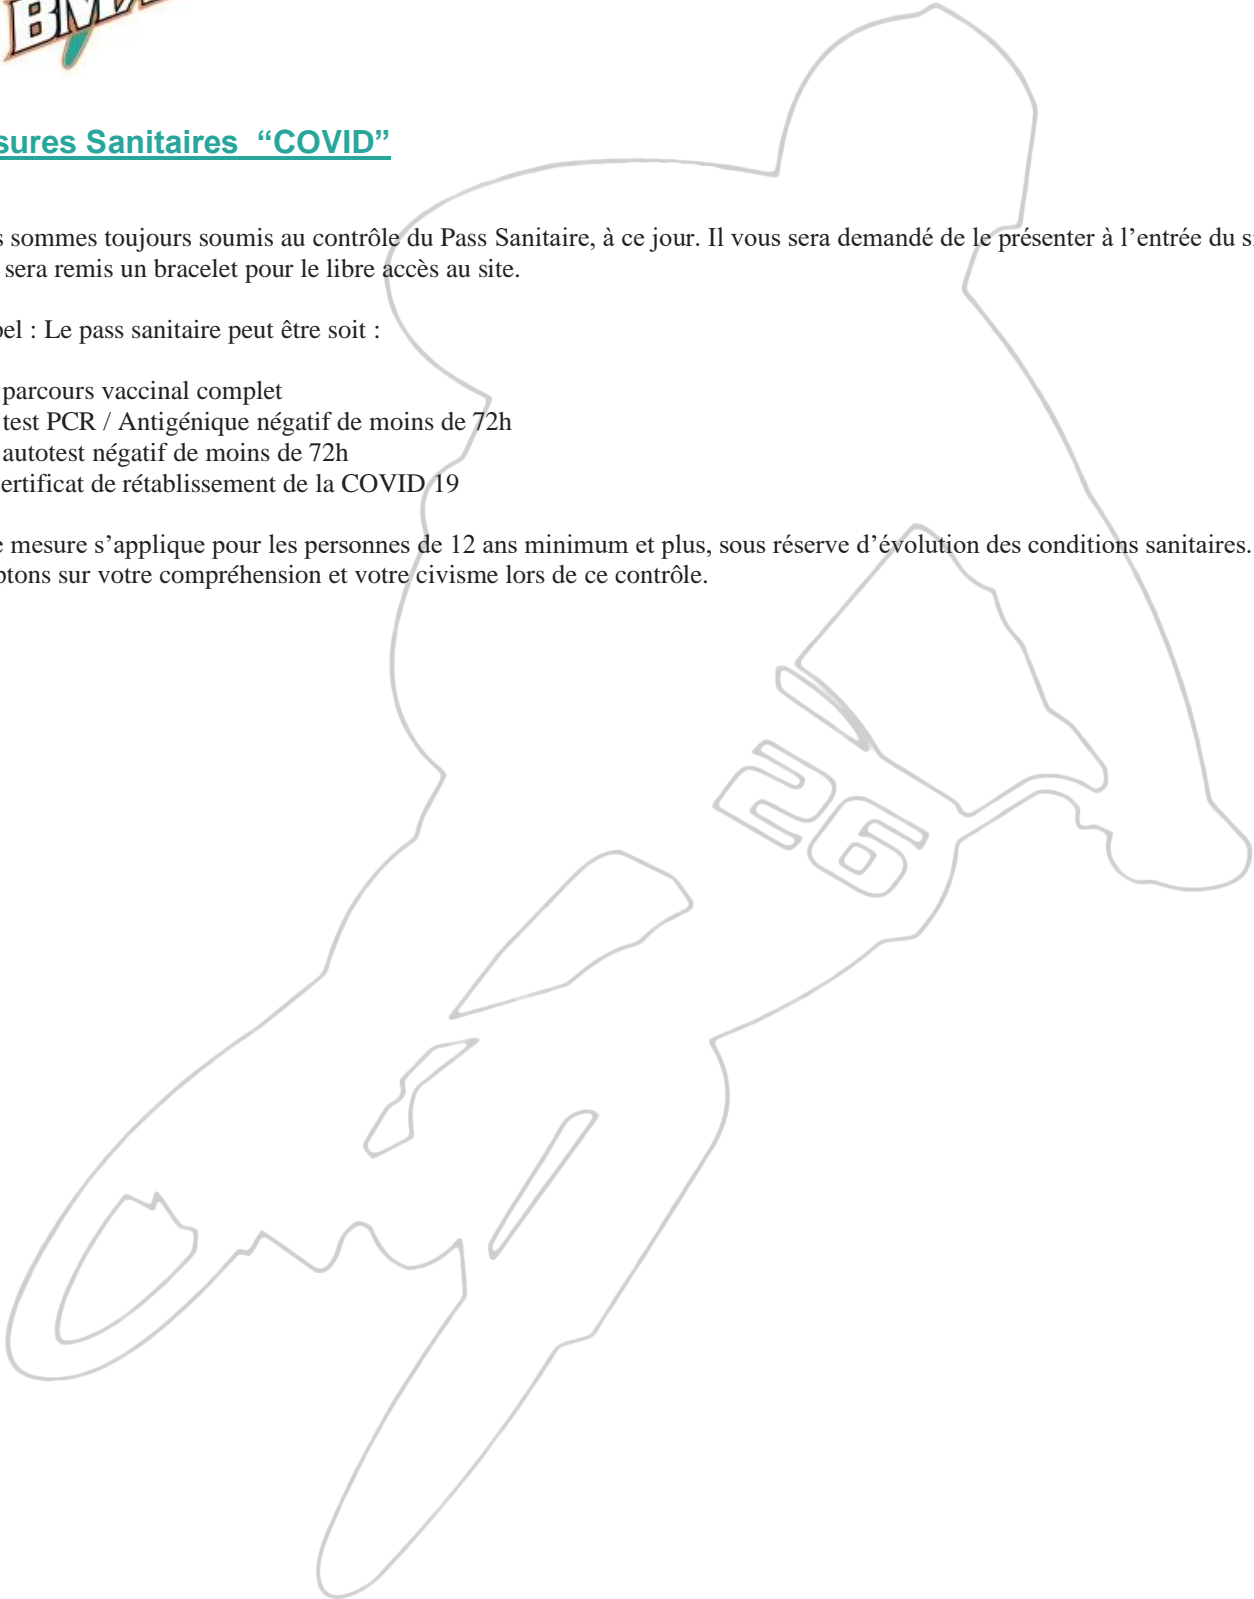 BMX
sures Sanitaires “COVID”
s sommes toujours soumis au contrôle du Pass Sanitaire, à ce jour. Il vous sera demandé de le présenter à l’entrée du s
sera remis un bracelet pour le libre accès au site.
pel : Le pass sanitaire peut être soit :
parcours vaccinal complet
test PCR / Antigénique négatif de moins de 72h
autotest négatif de moins de 72h
ertificat de rétablissement de la COVID 19
e mesure s’applique pour les personnes de 12 ans minimum et plus, sous réserve d’évolution des conditions sanitaires.
ptons sur votre compréhension et votre civisme lors de ce contrôle.
26